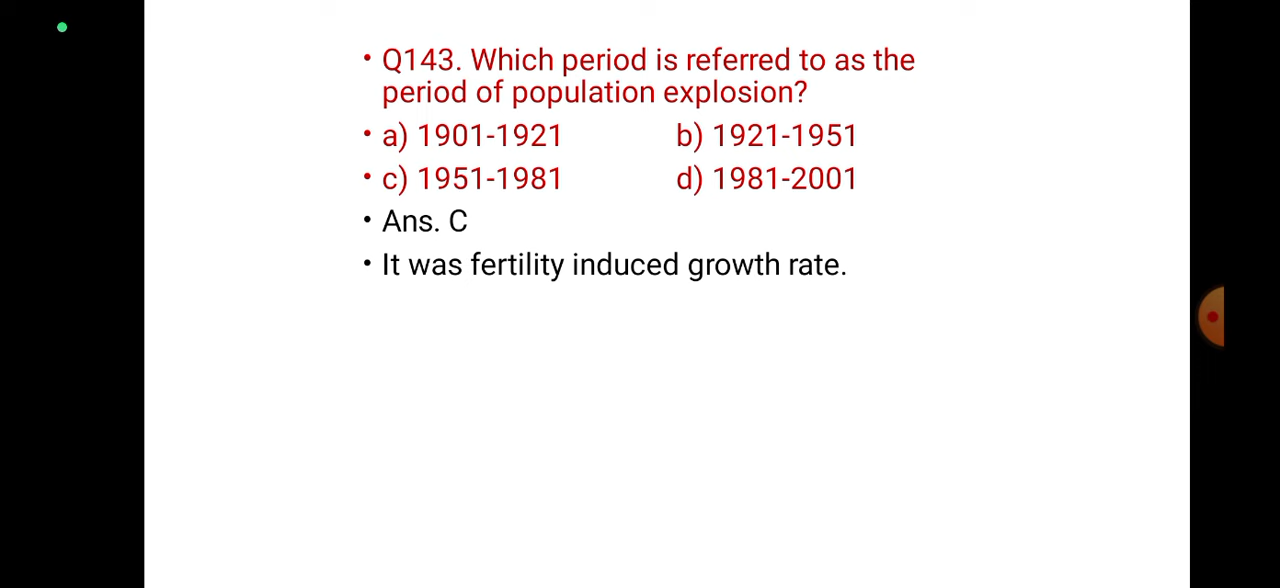 • Q143. Which period is referred to as the
period of population explosion?
• a) 1901-1921 b) 1921-1951
• c) 1951-1981 d) 1981-2001
• Ans. C
• It was fertility induced growth rate.